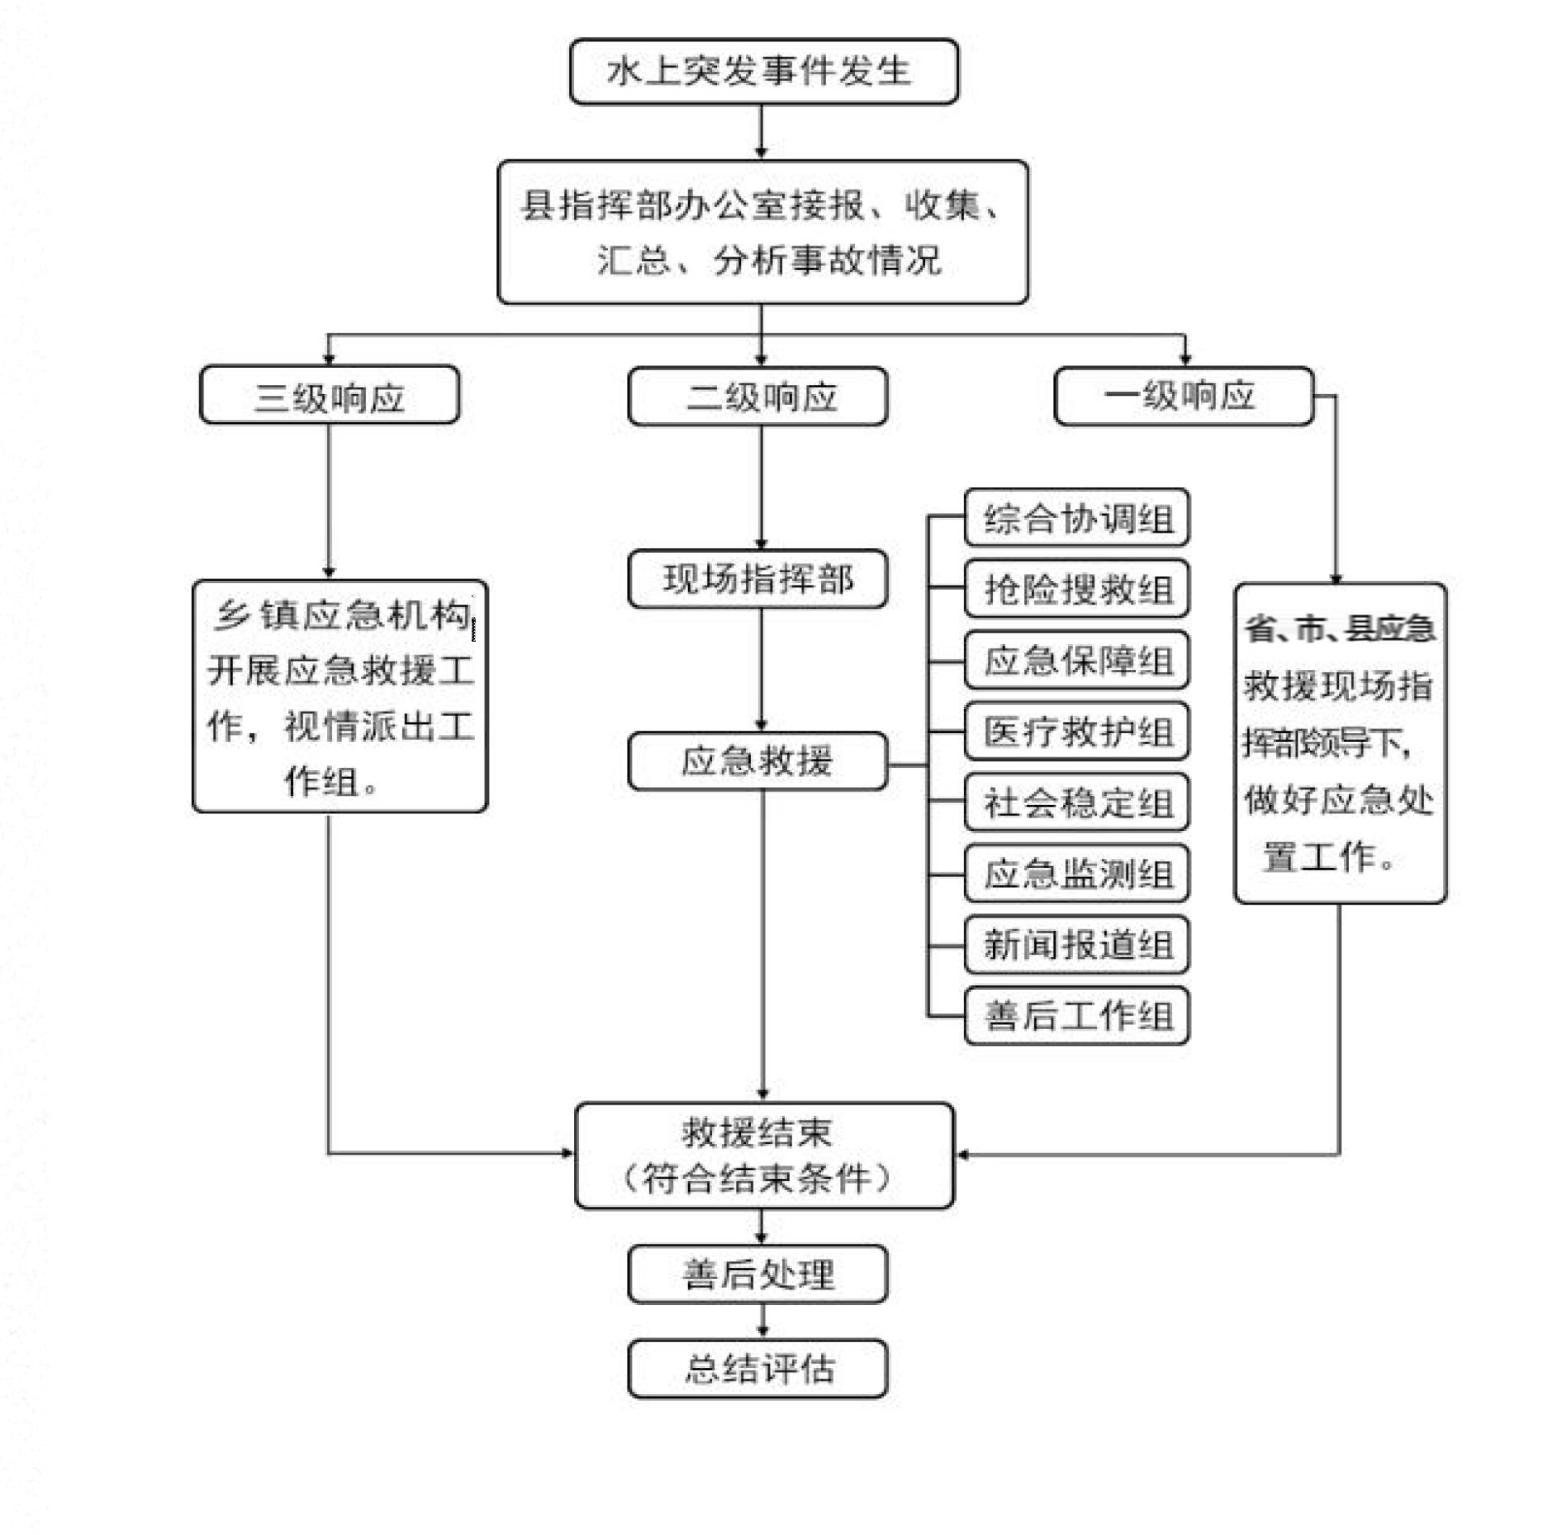 水上突发事件发生
县指挥部办公室接报、收集、
汇总、分析事故情况
三级响应
二级响应
一级响应
乡镇应急机构,
开展应急救援工
作，视情派出工
作组。
现场指挥部
应急救援
综合协调组
抢险搜救组
应急保障组
医疗救护组
社会稳定组
应急监测组
新闻报道组
善后工作组
省、市、县应急
救援现场指
挥部领导下，
做好应急处
置工作。
救援结束
（符合结束条件）
善后处理
总结评估